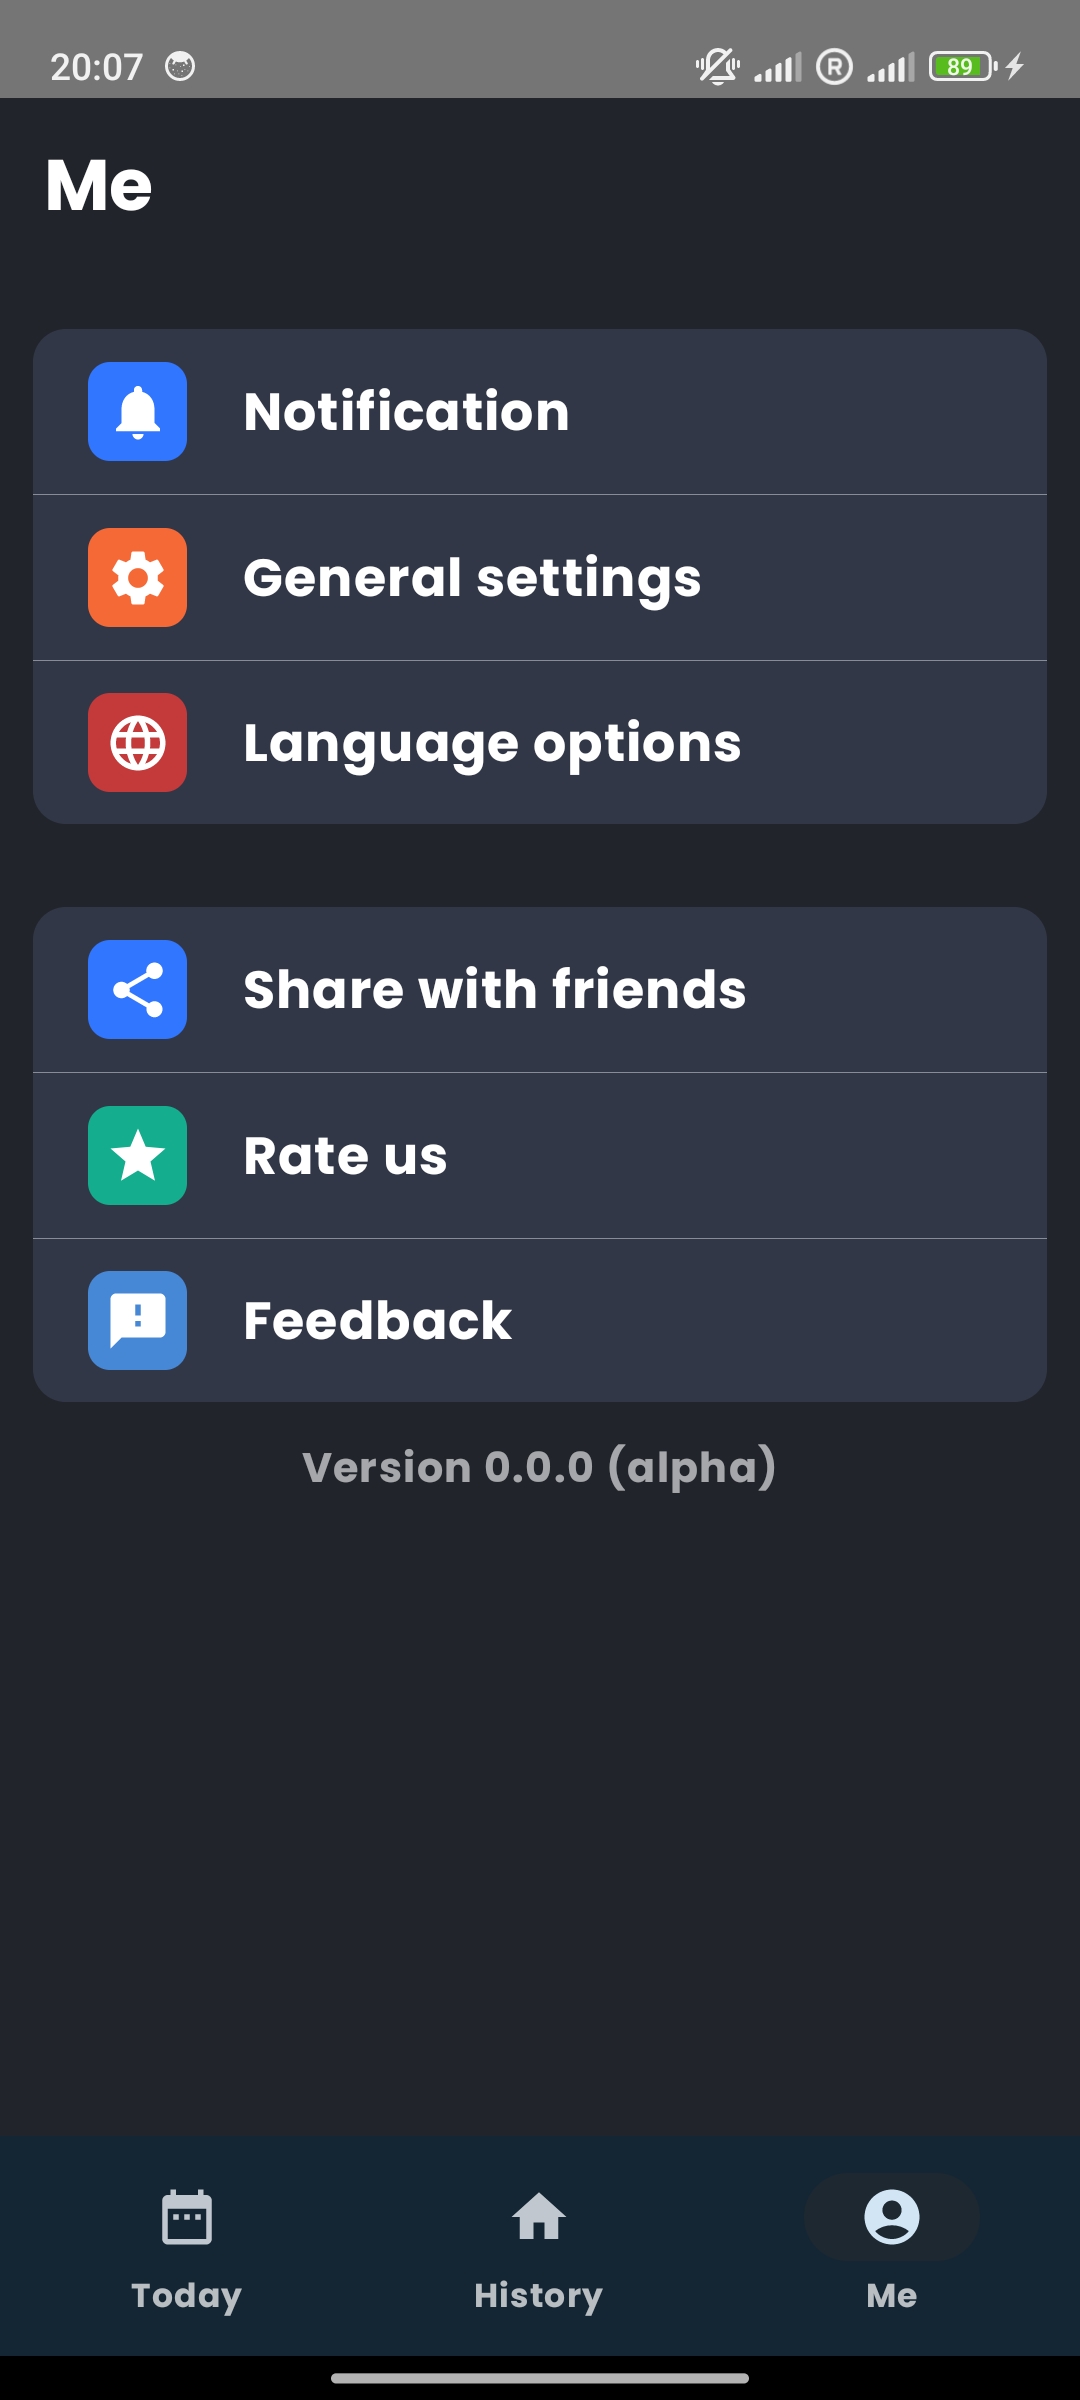 20:07 R 89
Me
Notification
General settings
Language options
Share with friends
Rate us
Feedback
Version 0.0.0 (alpha)
Today History Me